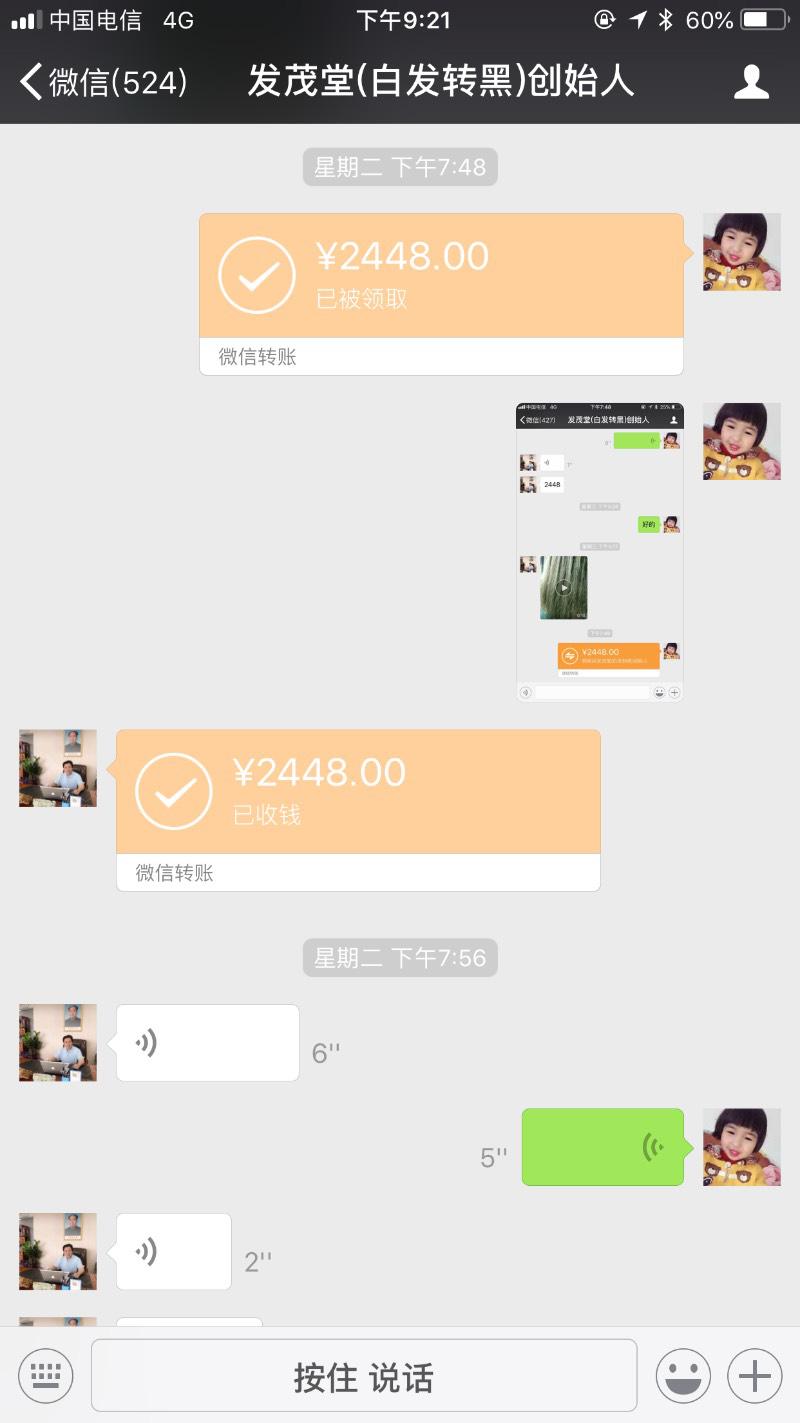 中国电信 4G 下午9:21 60%
微信(524) 发茂堂(白发转黑)创始人
星期二 下午7:48
¥2448.00
已被领取
微信转账
中国电信 4G 下午7:48 25%
微信(427) 发茂堂(白发转黑)创始人
2448
好的
¥2448.00
¥2448.00
已收钱
微信转账
星期二 下午7:56
6''
5''
2''
按住 说话